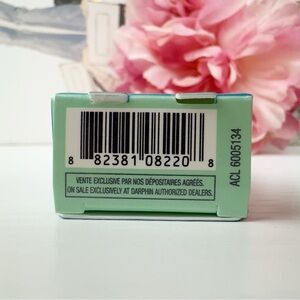 8 82381 08220 8
VENTE EXCLUSIVE PAR NOS DÉPOSITAIRES AGRÉÉS.
ON SALE EXCLUSIVELY AT DARPHIN AUTHORIZED DEALERS.
ACL 6005134